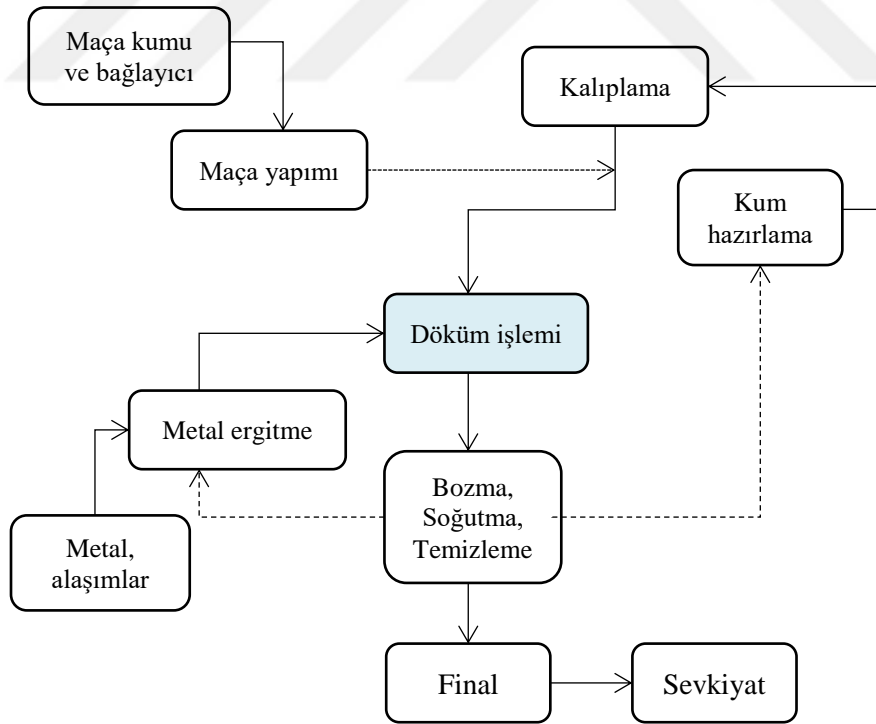 Maça kumu
ve bağlayıcı
Kalıplama
Maça yapımı
Kum
hazırlama
Döküm işlemi
Metal ergitme
Bozma,
Soğutma,
Temizleme
Metal,
alaşımlar
Final
Sevkiyat